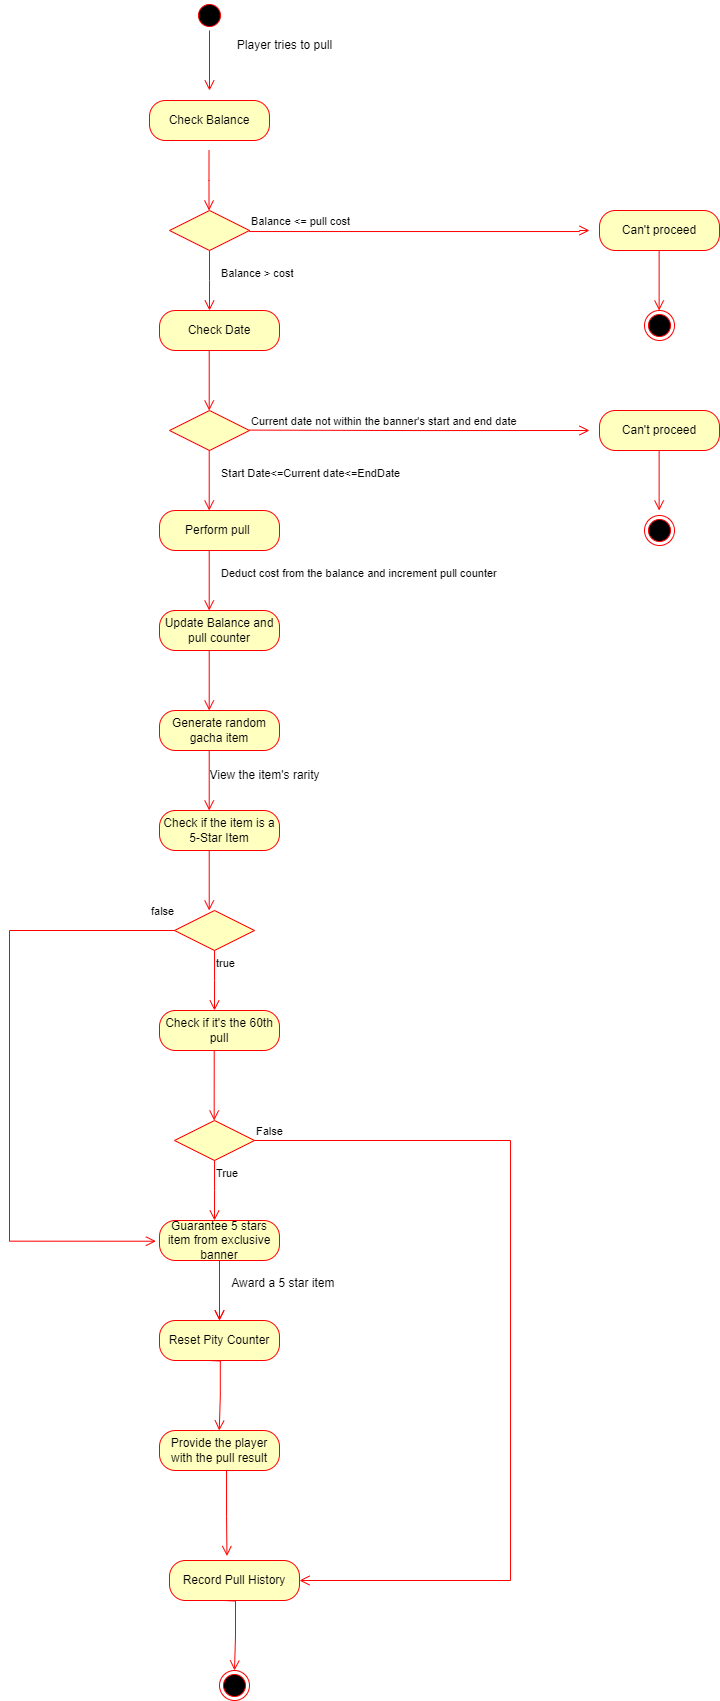 Player tries to pull
Check Balance
Balance <= pull cost
Can't proceed
Balance > cost
Check Date
Current date not within the banner's start and end date
Can't proceed
Start Date<=Current date<=EndDate
Perform pull
Deduct cost from the balance and increment pull counter
Update Balance and
pull counter
Generate random
gacha item
View the item's rarity
Check if the item is a
5-Star Item
false
true
Check if it's the 60th
pull
False
True
Guarantee 5 stars
item from exclusive
banner
Award a 5 star item
Reset Pity Counter
Provide the player
with the pull result
Record Pull History